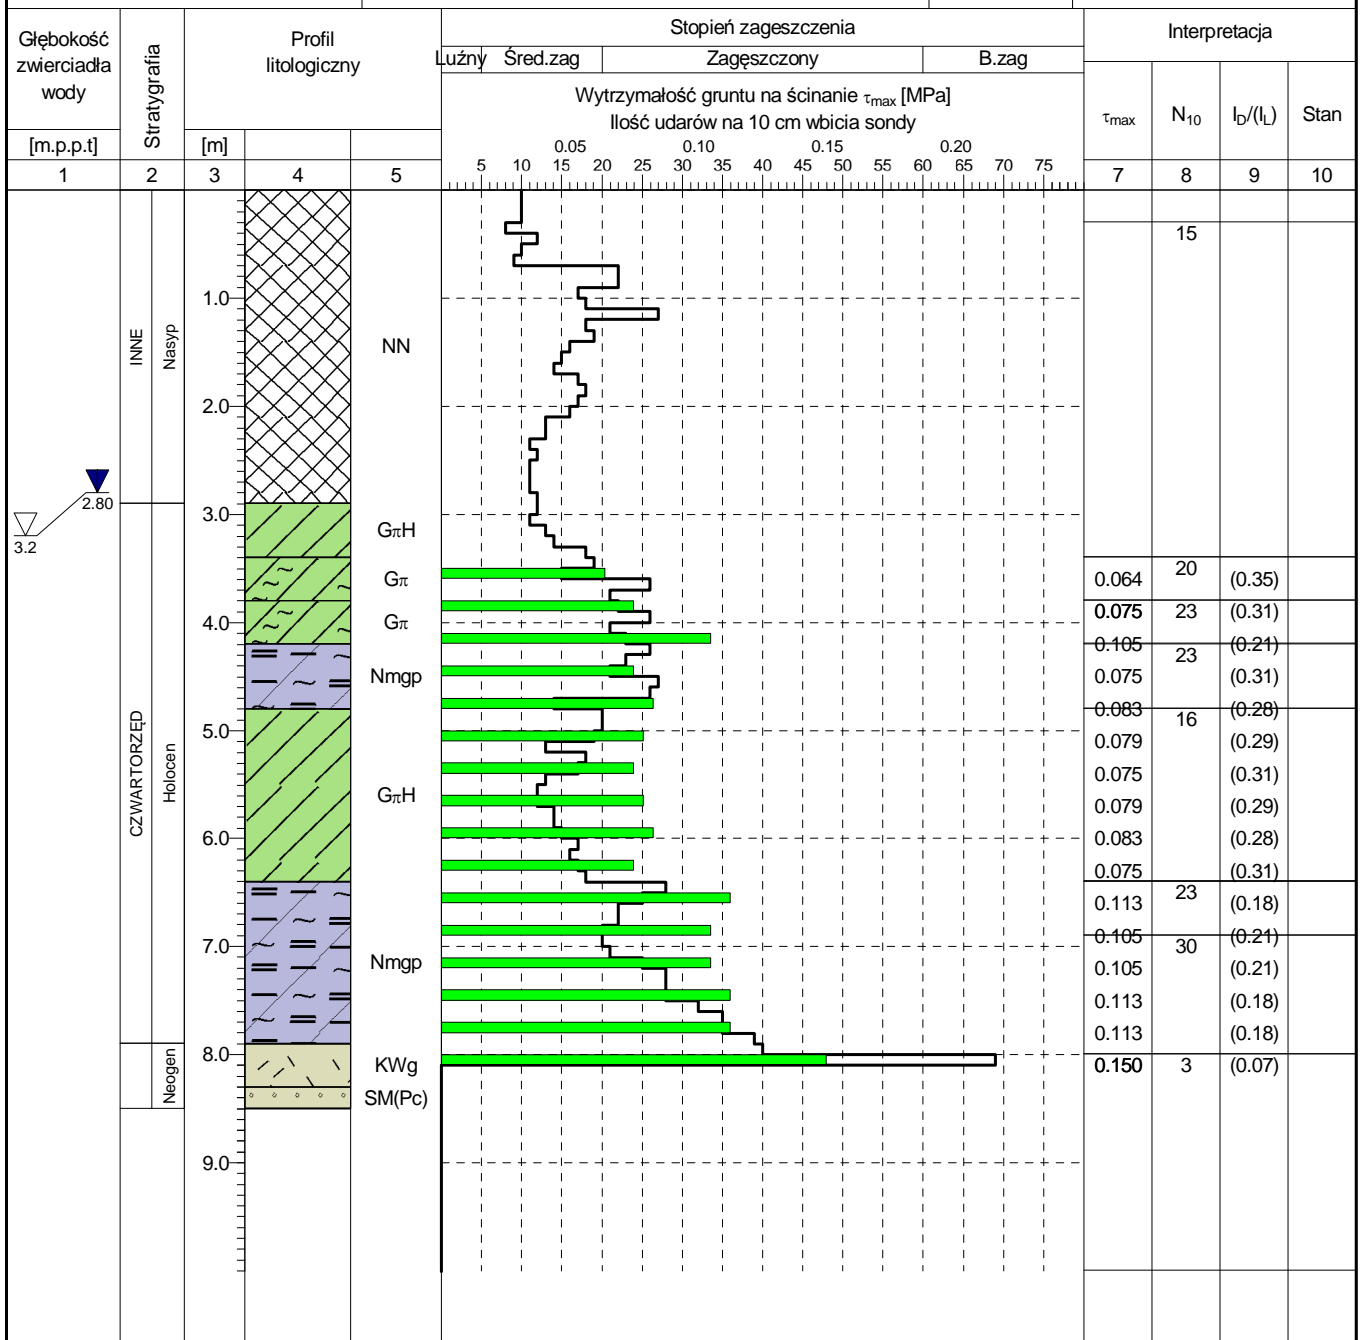 Głębokość
zwierciadła
wody
[m.p.p.t]
1
Stratygrafia
2
Profil
litologiczny
[m]
3
4
5
Stopień zageszczenia
Luźny Śred.zag Zagęszczony B.zag
Wytrzymałość gruntu na ścinanie τmax [MPa]
Ilość udarów na 10 cm wbicia sondy
0.05 0.10 0.15 0.20
5 10 15 20 25 30 35 40 45 50 55 60 65 70 75
Interpretacja
τmax N10 ID/(IL) Stan
7 8 9 10
15
1.0
INNE
Nasyp
NN
2.0
2.80
3.0
3.2
GπH
Gπ
0.064 20 (0.35)
0.075 23 (0.31)
4.0
Gπ
0.105 (0.21)
23
Nmgp
0.075 (0.31)
0.083 (0.28)
16
5.0
0.079 (0.29)
CZWARTORZĘD
Holocen
0.075 (0.31)
GπH
0.079 (0.29)
6.0
0.083 (0.28)
0.075 (0.31)
0.113 23 (0.18)
0.105 (0.21)
7.0
30
Nmgp
0.105 (0.21)
0.113 (0.18)
0.113 (0.18)
8.0
Neogen
KWg
0.150 3 (0.07)
SM(Pc)
9.0